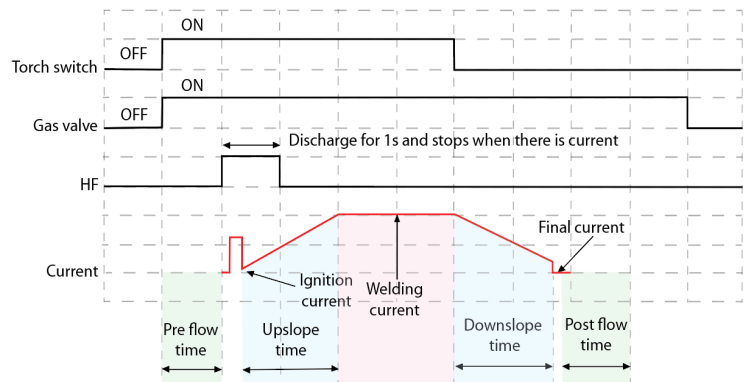 ON
OFF
Torch switch
ON
OFF
Gas valve
Discharge for 1s and stops when there is current
HF
Final current
Current
Ignition
current
Welding
current
Pre flow
time
Upslope
time
Downslope
time
Post flow
time